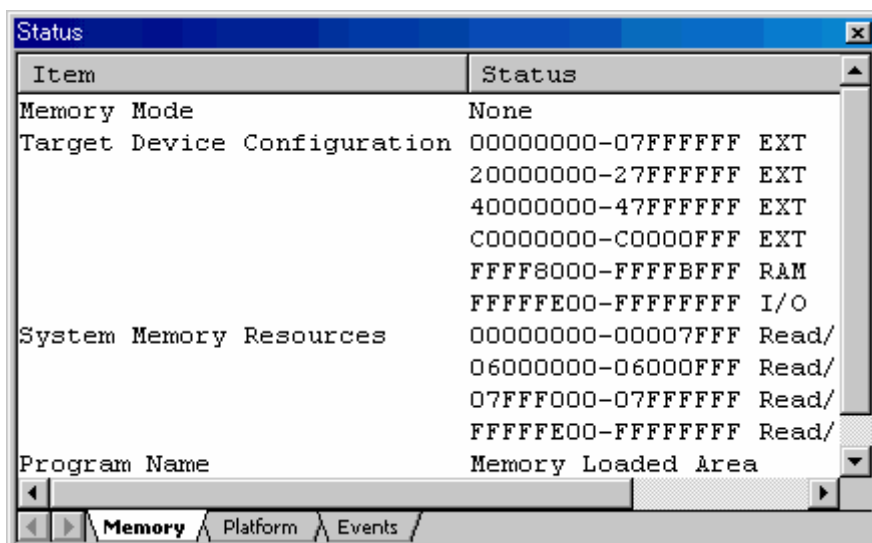 Status
Item Status
Memory Mode None
Target Device Configuration 00000000-07FFFFFF EXT
20000000-27FFFFFF EXT
40000000-47FFFFFF EXT
C0000000-C0000FFF EXT
FFFF8000-FFFFBFFF RAM
FFFFFE00-FFFFFFFF I/O
System Memory Resources 00000000-00007FFF Read/
06000000-06000FFF Read/
07FFF000-07FFFFFF Read/
FFFFFE00-FFFFFFFF Read/
Program Name Memory Loaded Area
Memory Platform Events